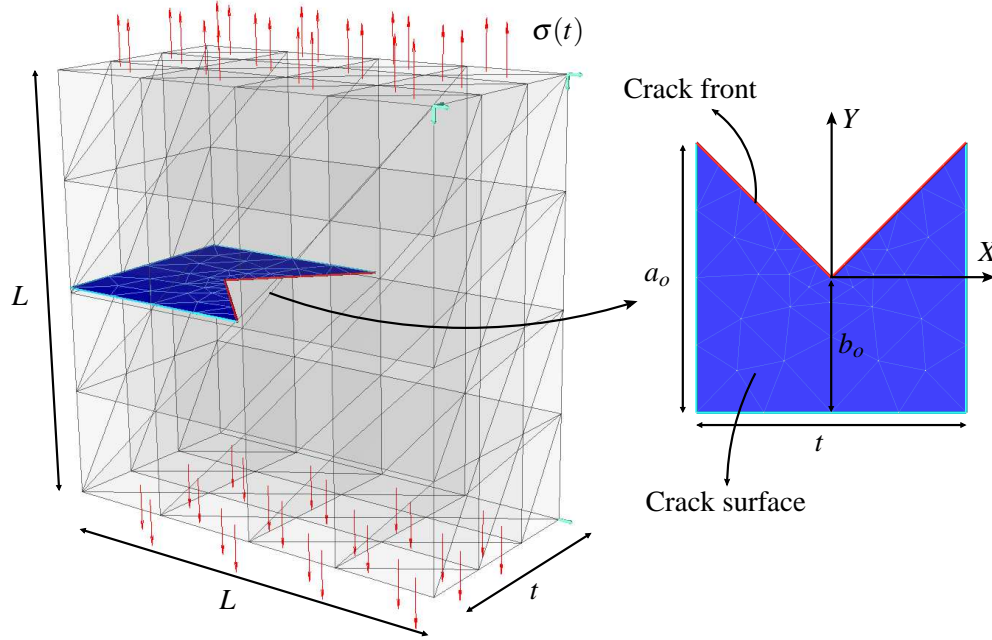 σ(t)
Crack front
Y
X
a_o
b_o
L
t
Crack surface
L
t